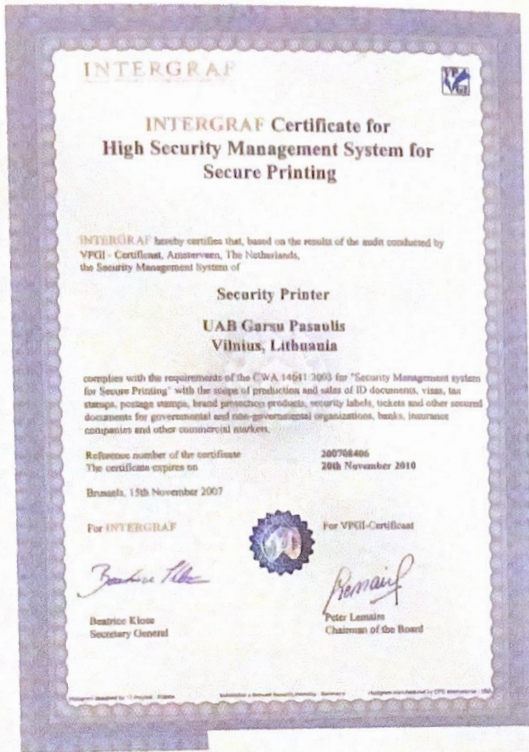 INTERGRAF
VPGI
INTERGRAF Certificate for
High Security Management System for
Secure Printing
INTERGRAF hereby certifies that, based on the results of the audit conducted by
VPGI - Certificaat, Amstelveen, The Netherlands,
the Security Management System of
Security Printer
UAB Garsu Pasaulis
Vilnius, Lithuania
complies with the requirements of the CWA 14641:2003 for "Security Management system
for Secure Printing" with the scope of production and sales of ID documents, visas, tax
stamps, postage stamps, brand protection products, security labels, tickets and other secured
documents for governmental and non-governmental organizations, banks, insurance
companies and other commercial markets.
Reference number of the certificate 200708406
The certificate expires on 20th November 2010
Brussels, 15th November 2007
For INTERGRAF For VPGI-Certificaat
Beatrice Klose Peter Lemaire
Secretary General Chairman of the Board